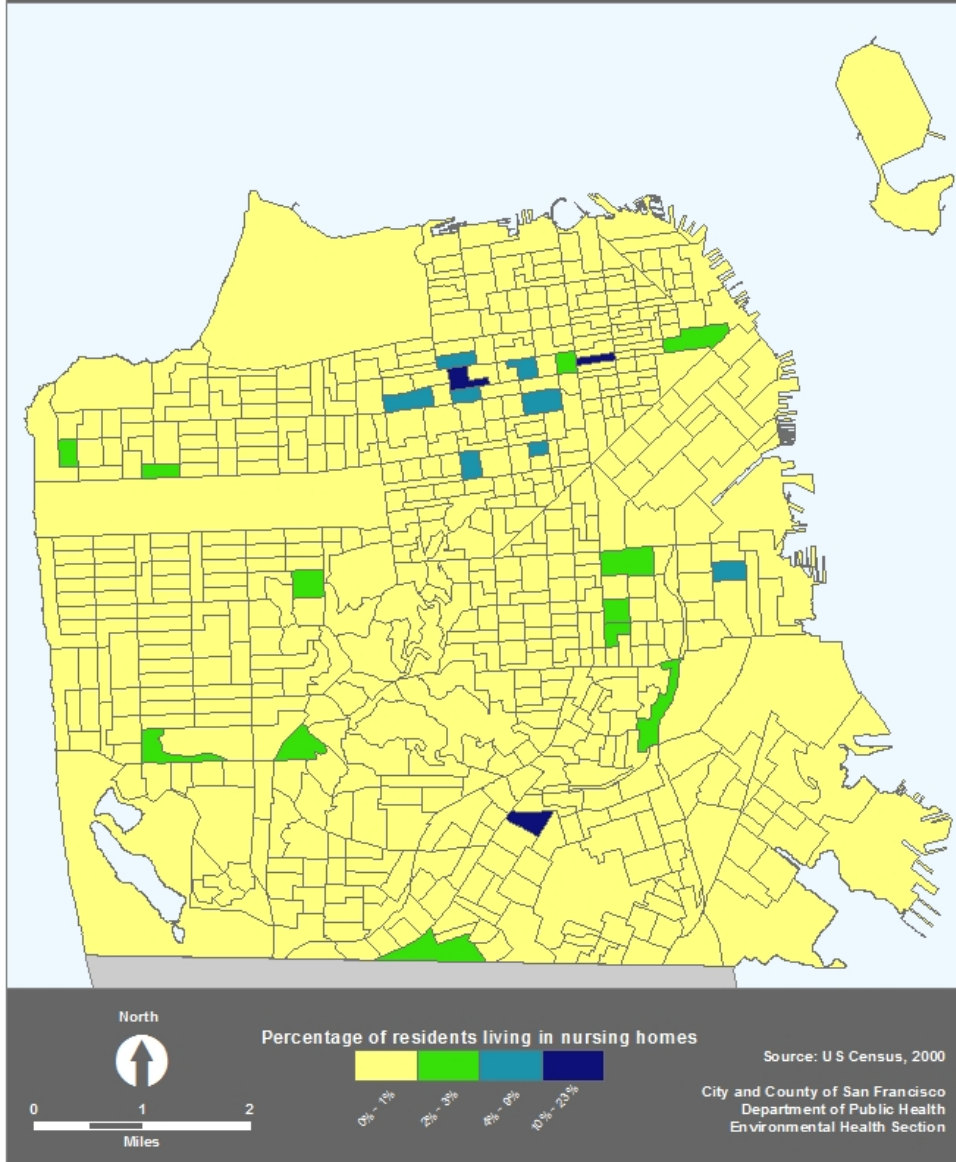 North
0 1 2
Miles
Percentage of residents living in nursing homes
0% - 1%
2% - 3%
4% - 9%
10% - 23%
Source: US Census, 2000
City and County of San Francisco
Department of Public Health
Environmental Health Section